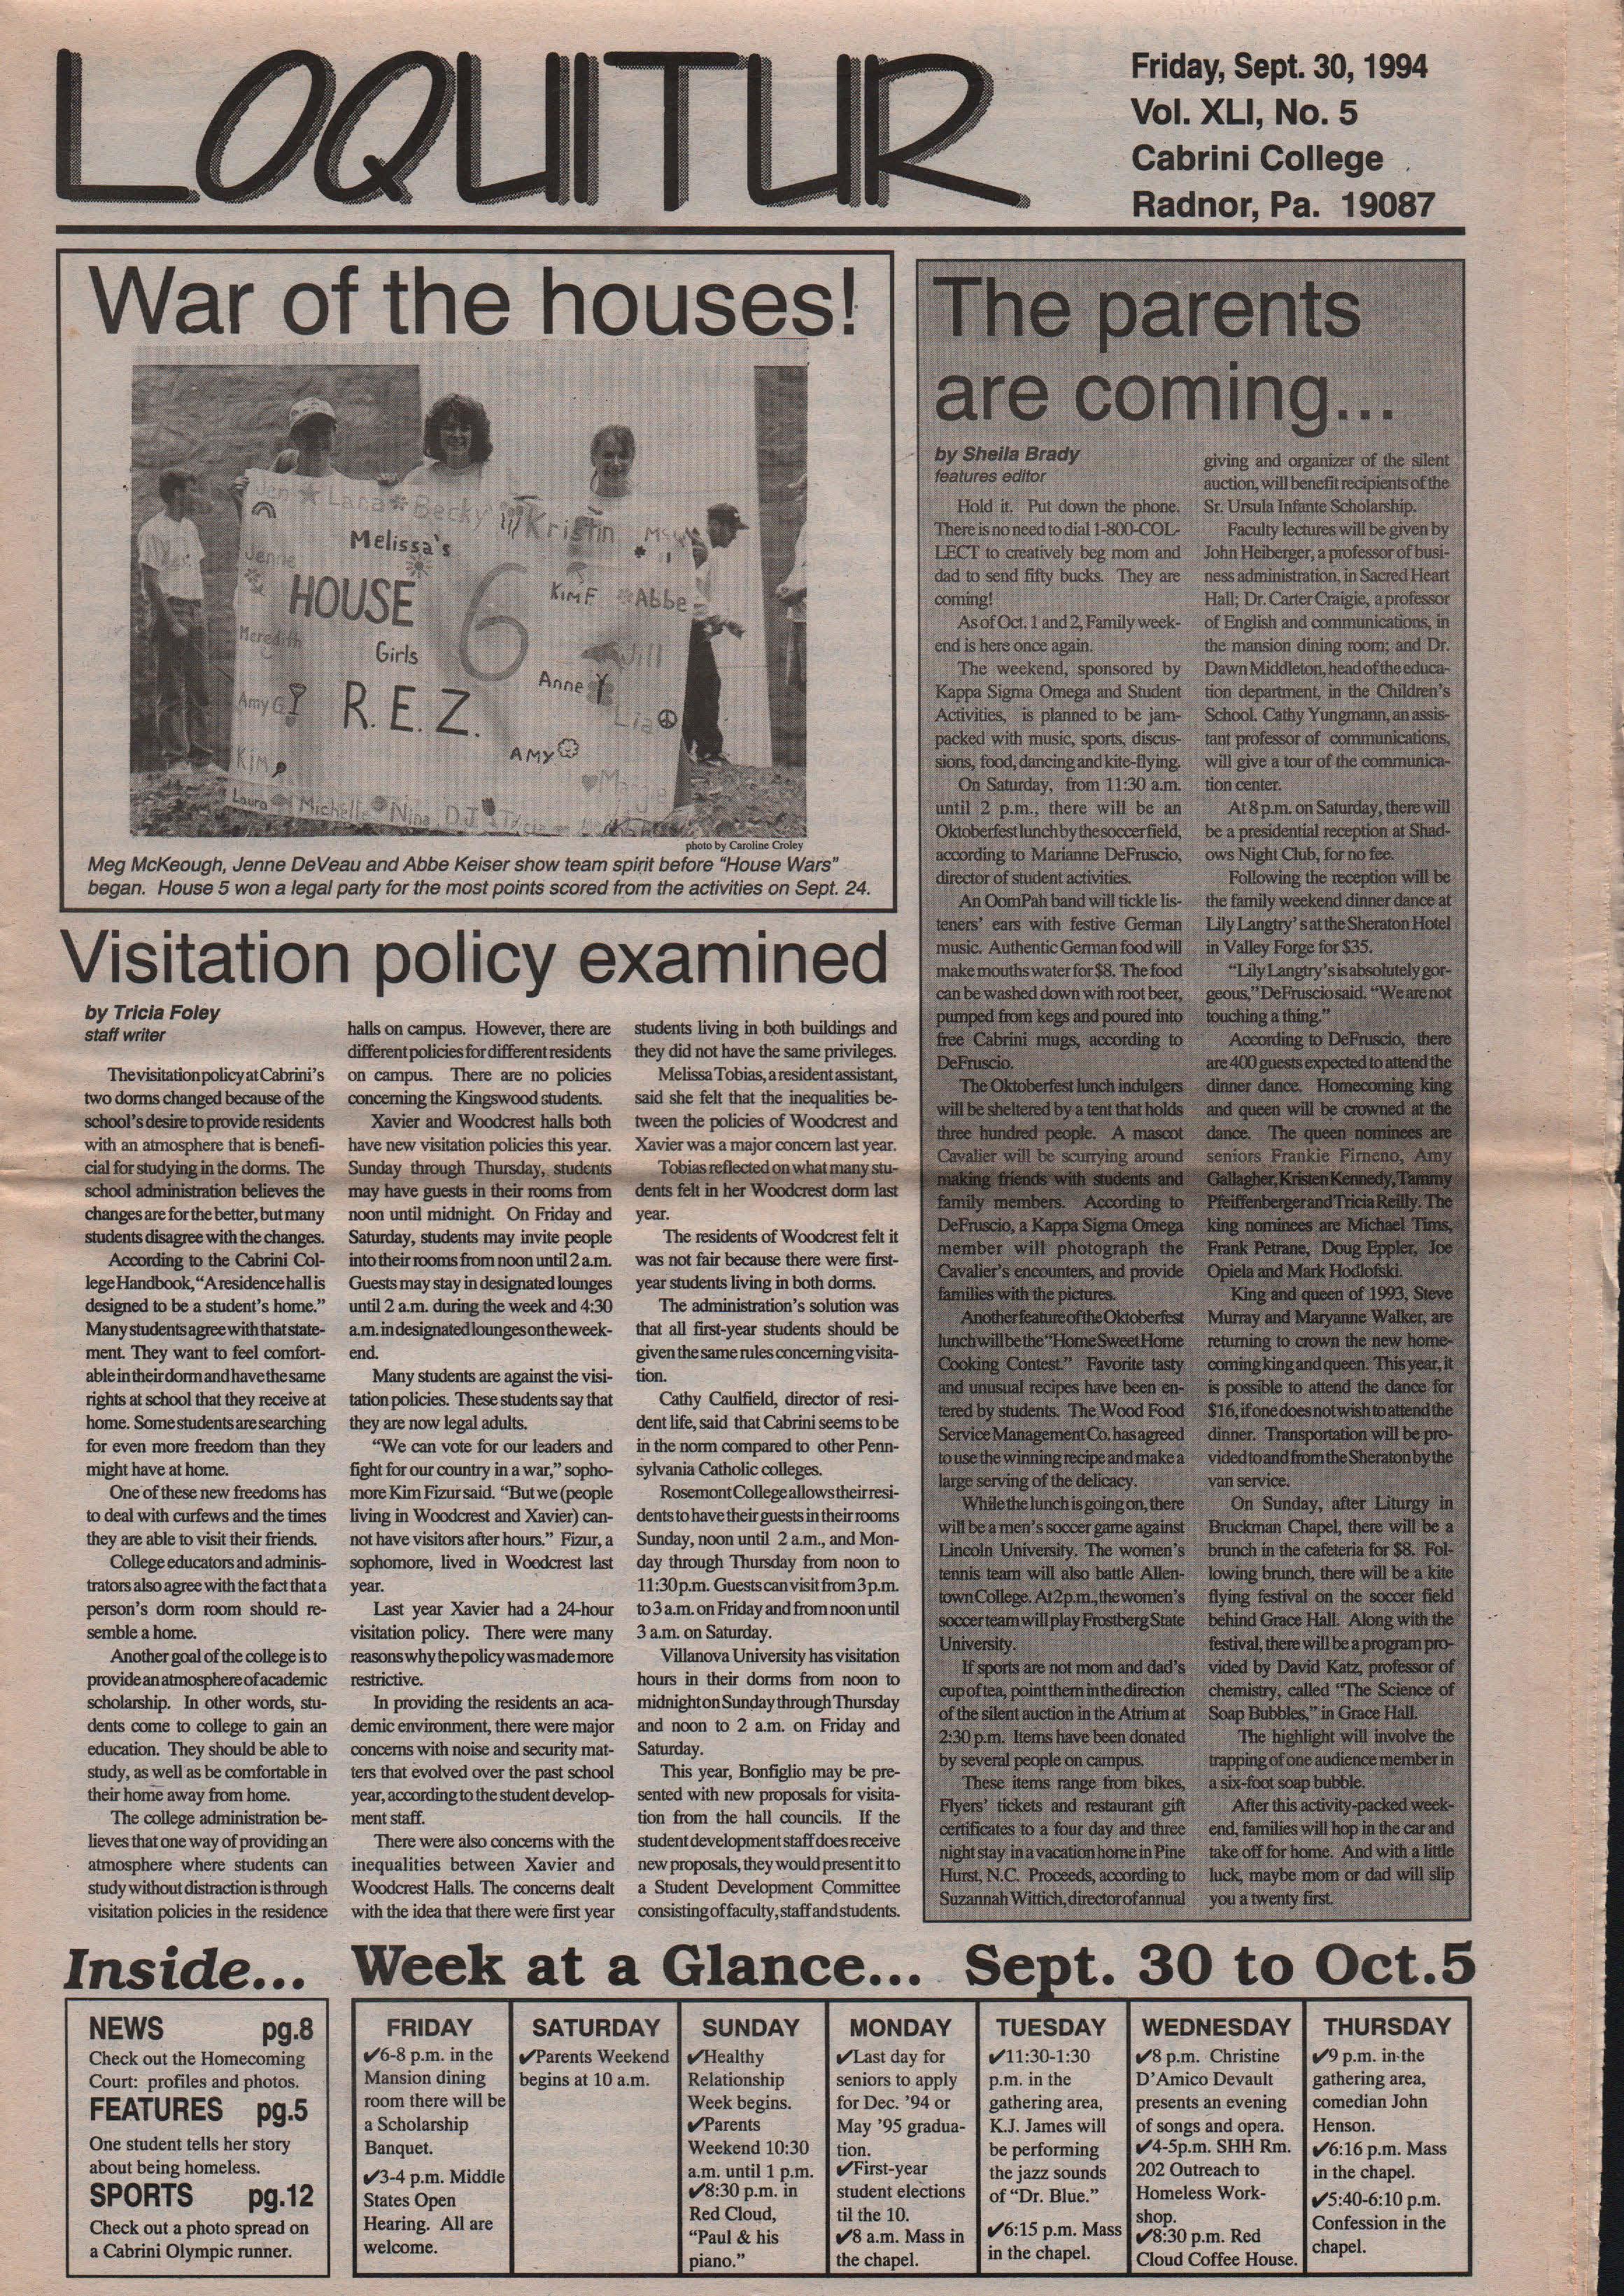 LOQUITUR
Friday, Sept. 30, 1994
Vol. XLI, No. 5
Cabrini College
Radnor, Pa. 19087
War of the houses!
Jen Lara Becky Kristin
Jenne Melissa's
HOUSE 6 Kim F Abbe
Meredith Girls Jill
Amy G R.E.Z. Anne Lia
Kim AMY
Marge
Laura Michelle Nina DJ Tricia
photo by Caroline Croley
Meg McKeough, Jenne DeVeau and Abbe Keiser show team spirit before "House Wars"
began. House 5 won a legal party for the most points scored from the activities on Sept. 24.
Visitation policy examined
by Tricia Foley
staff writer
The visitation policy at Cabrini's
two dorms changed because of the
school's desire to provide residents
with an atmosphere that is benefi-
cial for studying in the dorms. The
school administration believes the
changes are for the better, but many
students disagree with the changes.
According to the Cabrini Col-
lege Handbook, "A residence hall is
designed to be a student's home."
Many students agree with that state-
ment. They want to feel comfort-
able in their dorm and have the same
rights at school that they receive at
home. Some students are searching
for even more freedom than they
might have at home.
One of these new freedoms has
to deal with curfews and the times
they are able to visit their friends.
College educators and adminis-
trators also agree with the fact that a
person's dorm room should re-
semble a home.
Another goal of the college is to
provide an atmosphere of academic
scholarship. In other words, stu-
dents come to college to gain an
education. They should be able to
study, as well as be comfortable in
their home away from home.
The college administration be-
lieves that one way of providing an
atmosphere where students can
study without distraction is through
visitation policies in the residence
halls on campus. However, there are
different policies for different residents
on campus. There are no policies
concerning the Kingswood students.
Xavier and Woodcrest halls both
have new visitation policies this year.
Sunday through Thursday, students
may have guests in their rooms from
noon until midnight. On Friday and
Saturday, students may invite people
into their rooms from noon until 2 a.m.
Guests may stay in designated lounges
until 2 a.m. during the week and 4:30
a.m. in designated lounges on the week-
end.
Many students are against the visi-
tation policies. These students say that
they are now legal adults.
"We can vote for our leaders and
fight for our country in a war," sopho-
more Kim Fizur said. "But we (people
living in Woodcrest and Xavier) can-
not have visitors after hours." Fizur, a
sophomore, lived in Woodcrest last
year.
Last year Xavier had a 24-hour
visitation policy. There were many
reasons why the policy was made more
restrictive.
In providing the residents an aca-
demic environment, there were major
concerns with noise and security mat-
ters that evolved over the past school
year, according to the student develop-
ment staff.
There were also concerns with the
inequalities between Xavier and
Woodcrest Halls. The concerns dealt
with the idea that there were first year
students living in both buildings and
they did not have the same privileges.
Melissa Tobias, a resident assistant,
said she felt that the inequalities be-
tween the policies of Woodcrest and
Xavier was a major concern last year.
Tobias reflected on what many stu-
dents felt in her Woodcrest dorm last
year.
The residents of Woodcrest felt it
was not fair because there were first-
year students living in both dorms.
The administration's solution was
that all first-year students should be
given the same rules concerning visita-
tion.
Cathy Caulfield, director of resi-
dent life, said that Cabrini seems to be
in the norm compared to other Penn-
sylvania Catholic colleges.
Rosemont College allows their resi-
dents to have their guests in their rooms
Sunday, noon until 2 a.m., and Mon-
day through Thursday from noon to
11:30 p.m. Guests can visit from 3 p.m.
to 3 a.m. on Friday and from noon until
3 a.m. on Saturday.
Villanova University has visitation
hours in their dorms from noon to
midnight on Sunday through Thursday
and noon to 2 a.m. on Friday and
Saturday.
This year, Bonfiglio may be pre-
sented with new proposals for visita-
tion from the hall councils. If the
student development staff does receive
new proposals, they would present it to
a Student Development Committee
consisting of faculty, staff and students.
The parents
are coming...
by Sheila Brady
features editor
Hold it. Put down the phone.
There is no need to dial 1-800-COL-
LECT to creatively beg mom and
dad to send fifty bucks. They are
coming!
As of Oct. 1 and 2, Family week-
end is here once again.
The weekend, sponsored by
Kappa Sigma Omega and Student
Activities, is planned to be jam-
packed with music, sports, discus-
sions, food, dancing and kite-flying.
On Saturday, from 11:30 a.m.
until 2 p.m., there will be an
Oktoberfest lunch by the soccer field,
according to Marianne DeFruscio,
director of student activities.
An OomPah band will tickle lis-
teners' ears with festive German
music. Authentic German food will
make mouths water for $8. The food
can be washed down with root beer,
pumped from kegs and poured into
free Cabrini mugs, according to
DeFruscio.
The Oktoberfest lunch indulgers
will be sheltered by a tent that holds
three hundred people. A mascot
Cavalier will be scurrying around
making friends with students and
family members. According to
DeFruscio, a Kappa Sigma Omega
member will photograph the
Cavalier's encounters, and provide
families with the pictures.
Another feature of the Oktoberfest
lunch will be the "Home Sweet Home
Cooking Contest." Favorite tasty
and unusual recipes have been en-
tered by students. The Wood Food
Service Management Co. has agreed
to use the winning recipe and make a
large serving of the delicacy.
While the lunch is going on, there
will be a men's soccer game against
Lincoln University. The women's
tennis team will also battle Allen-
town College. At 2 p.m., the women's
soccer team will play Frostberg State
University.
If sports are not mom and dad's
cup of tea, point them in the direction
of the silent auction in the Atrium at
2:30 p.m. Items have been donated
by several people on campus.
These items range from bikes,
Flyers' tickets and restaurant gift
certificates to a four day and three
night stay in a vacation home in Pine
Hurst, N.C. Proceeds, according to
Suzannah Wittich, director of annual
giving and organizer of the silent
auction, will benefit recipients of the
Sr. Ursula Infante Scholarship.
Faculty lectures will be given by
John Heiberger, a professor of busi-
ness administration, in Sacred Heart
Hall; Dr. Carter Craigie, a professor
of English and communications, in
the mansion dining room; and Dr.
Dawn Middleton, head of the educa-
tion department, in the Children's
School. Cathy Yungmann, an assis-
tant professor of communications,
will give a tour of the communica-
tion center.
At 8 p.m. on Saturday, there will
be a presidential reception at Shad-
ows Night Club, for no fee.
Following the reception will be
the family weekend dinner dance at
Lily Langtry's at the Sheraton Hotel
in Valley Forge for $35.
"Lily Langtry's is absolutely gor-
geous," DeFruscio said. "We are not
touching a thing."
According to DeFruscio, there
are 400 guests expected to attend the
dinner dance. Homecoming king
and queen will be crowned at the
dance. The queen nominees are
seniors Frankie Firneno, Amy
Gallagher, Kristen Kennedy, Tammy
Pfeiffenberger and Tricia Reilly. The
king nominees are Michael Tims,
Frank Petrane, Doug Eppler, Joe
Opiela and Mark Hodlofski.
King and queen of 1993, Steve
Murray and Maryanne Walker, are
returning to crown the new home-
coming king and queen. This year, it
is possible to attend the dance for
$16, if one does not wish to attend the
dinner. Transportation will be pro-
vided to and from the Sheraton by the
van service.
On Sunday, after Liturgy in
Bruckman Chapel, there will be a
brunch in the cafeteria for $8. Fol-
lowing brunch, there will be a kite
flying festival on the soccer field
behind Grace Hall. Along with the
festival, there will be a program pro-
vided by David Katz, professor of
chemistry, called "The Science of
Soap Bubbles," in Grace Hall.
The highlight will involve the
trapping of one audience member in
a six-foot soap bubble.
After this activity-packed week-
end, families will hop in the car and
take off for home. And with a little
luck, maybe mom or dad will slip
you a twenty first.
Inside...
NEWS pg.8
Check out the Homecoming
Court: profiles and photos.
FEATURES pg.5
One student tells her story
about being homeless.
SPORTS pg.12
Check out a photo spread on
a Cabrini Olympic runner.
Week at a Glance... Sept. 30 to Oct.5
FRIDAY
✔6-8 p.m. in the
Mansion dining
room there will be
a Scholarship
Banquet.
✔3-4 p.m. Middle
States Open
Hearing. All are
welcome.
SATURDAY
✔Parents Weekend
begins at 10 a.m.
SUNDAY
✔Healthy
Relationship
Week begins.
✔Parents
Weekend 10:30
a.m. until 1 p.m.
✔8:30 p.m. in
Red Cloud,
"Paul & his
piano."
MONDAY
✔Last day for
seniors to apply
for Dec. '94 or
May '95 gradua-
tion.
✔First-year
student elections
til the 10.
✔8 a.m. Mass in
the chapel.
TUESDAY
✔11:30-1:30
p.m. in the
gathering area,
K.J. James will
be performing
the jazz sounds
of "Dr. Blue."
✔6:15 p.m. Mass
in the chapel.
WEDNESDAY
✔8 p.m. Christine
D'Amico Devault
presents an evening
of songs and opera.
✔4-5p.m. SHH Rm.
202 Outreach to
Homeless Work-
shop.
✔8:30 p.m. Red
Cloud Coffee House.
THURSDAY
✔9 p.m. in the
gathering area,
comedian John
Henson.
✔6:16 p.m. Mass
in the chapel.
✔5:40-6:10 p.m.
Confession in the
chapel.